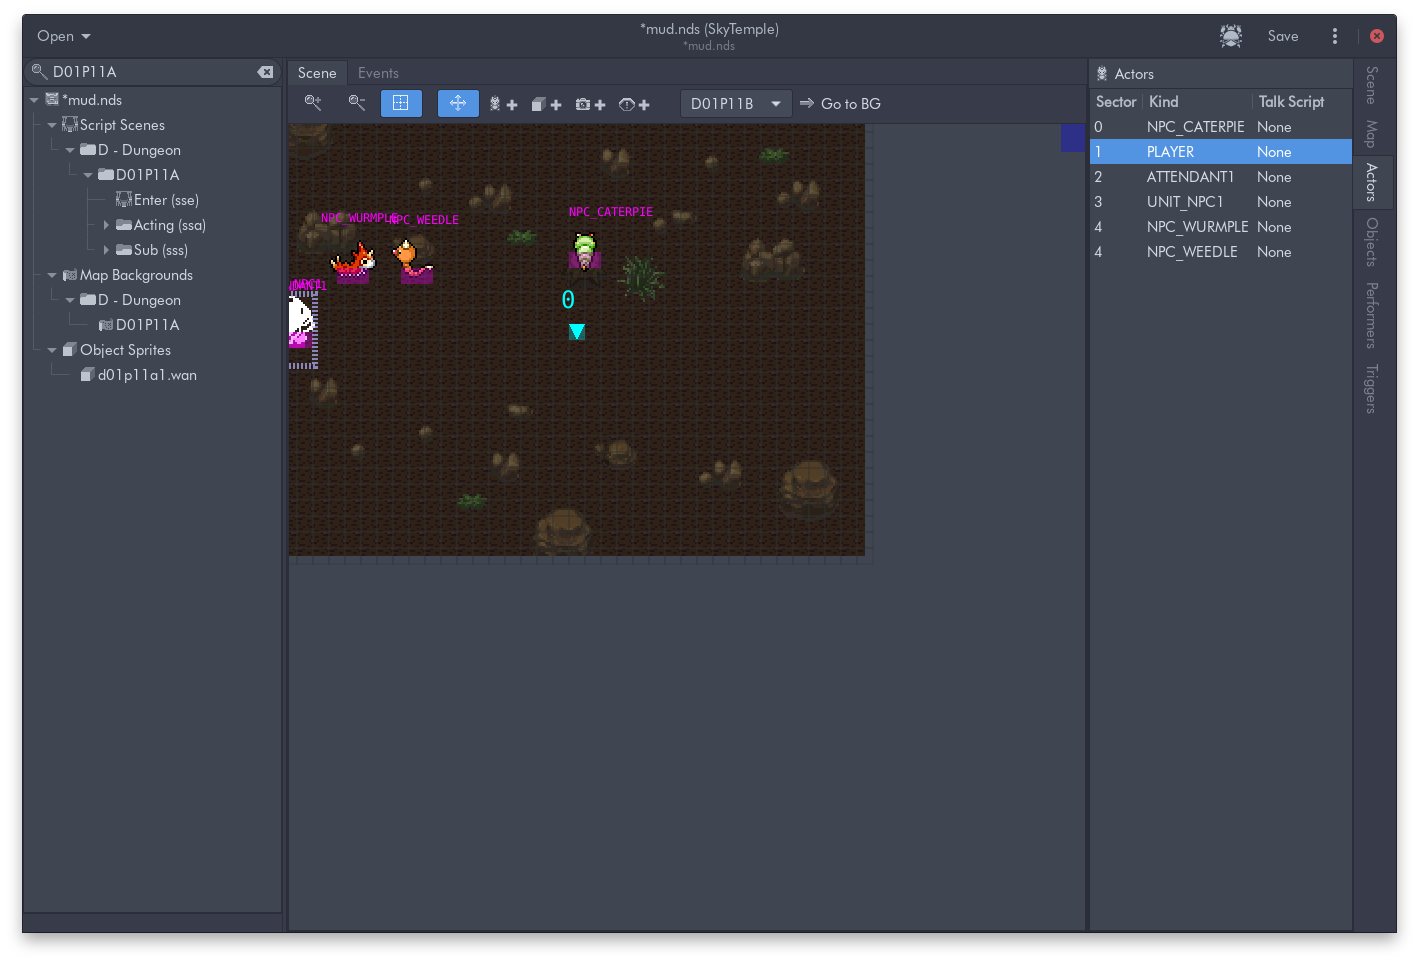 Open
*mud.nds (SkyTemple)
*mud.nds
Save
D01P11A
*mud.nds
Script Scenes
D - Dungeon
D01P11A
Enter (sse)
Acting (ssa)
Sub (sss)
Map Backgrounds
D - Dungeon
D01P11A
Object Sprites
d01p11a1.wan
Scene Events
D01P11B
Go to BG
NPC_CATERPIE
NPC_WURMPLE
NPC_WEEDLE
0
Actors
Sector Kind Talk Script
0 NPC_CATERPIE None
1 PLAYER None
2 ATTENDANT1 None
3 UNIT_NPC1 None
4 NPC_WURMPLE None
4 NPC_WEEDLE None
Scene
Map
Actors
Objects
Performers
Triggers